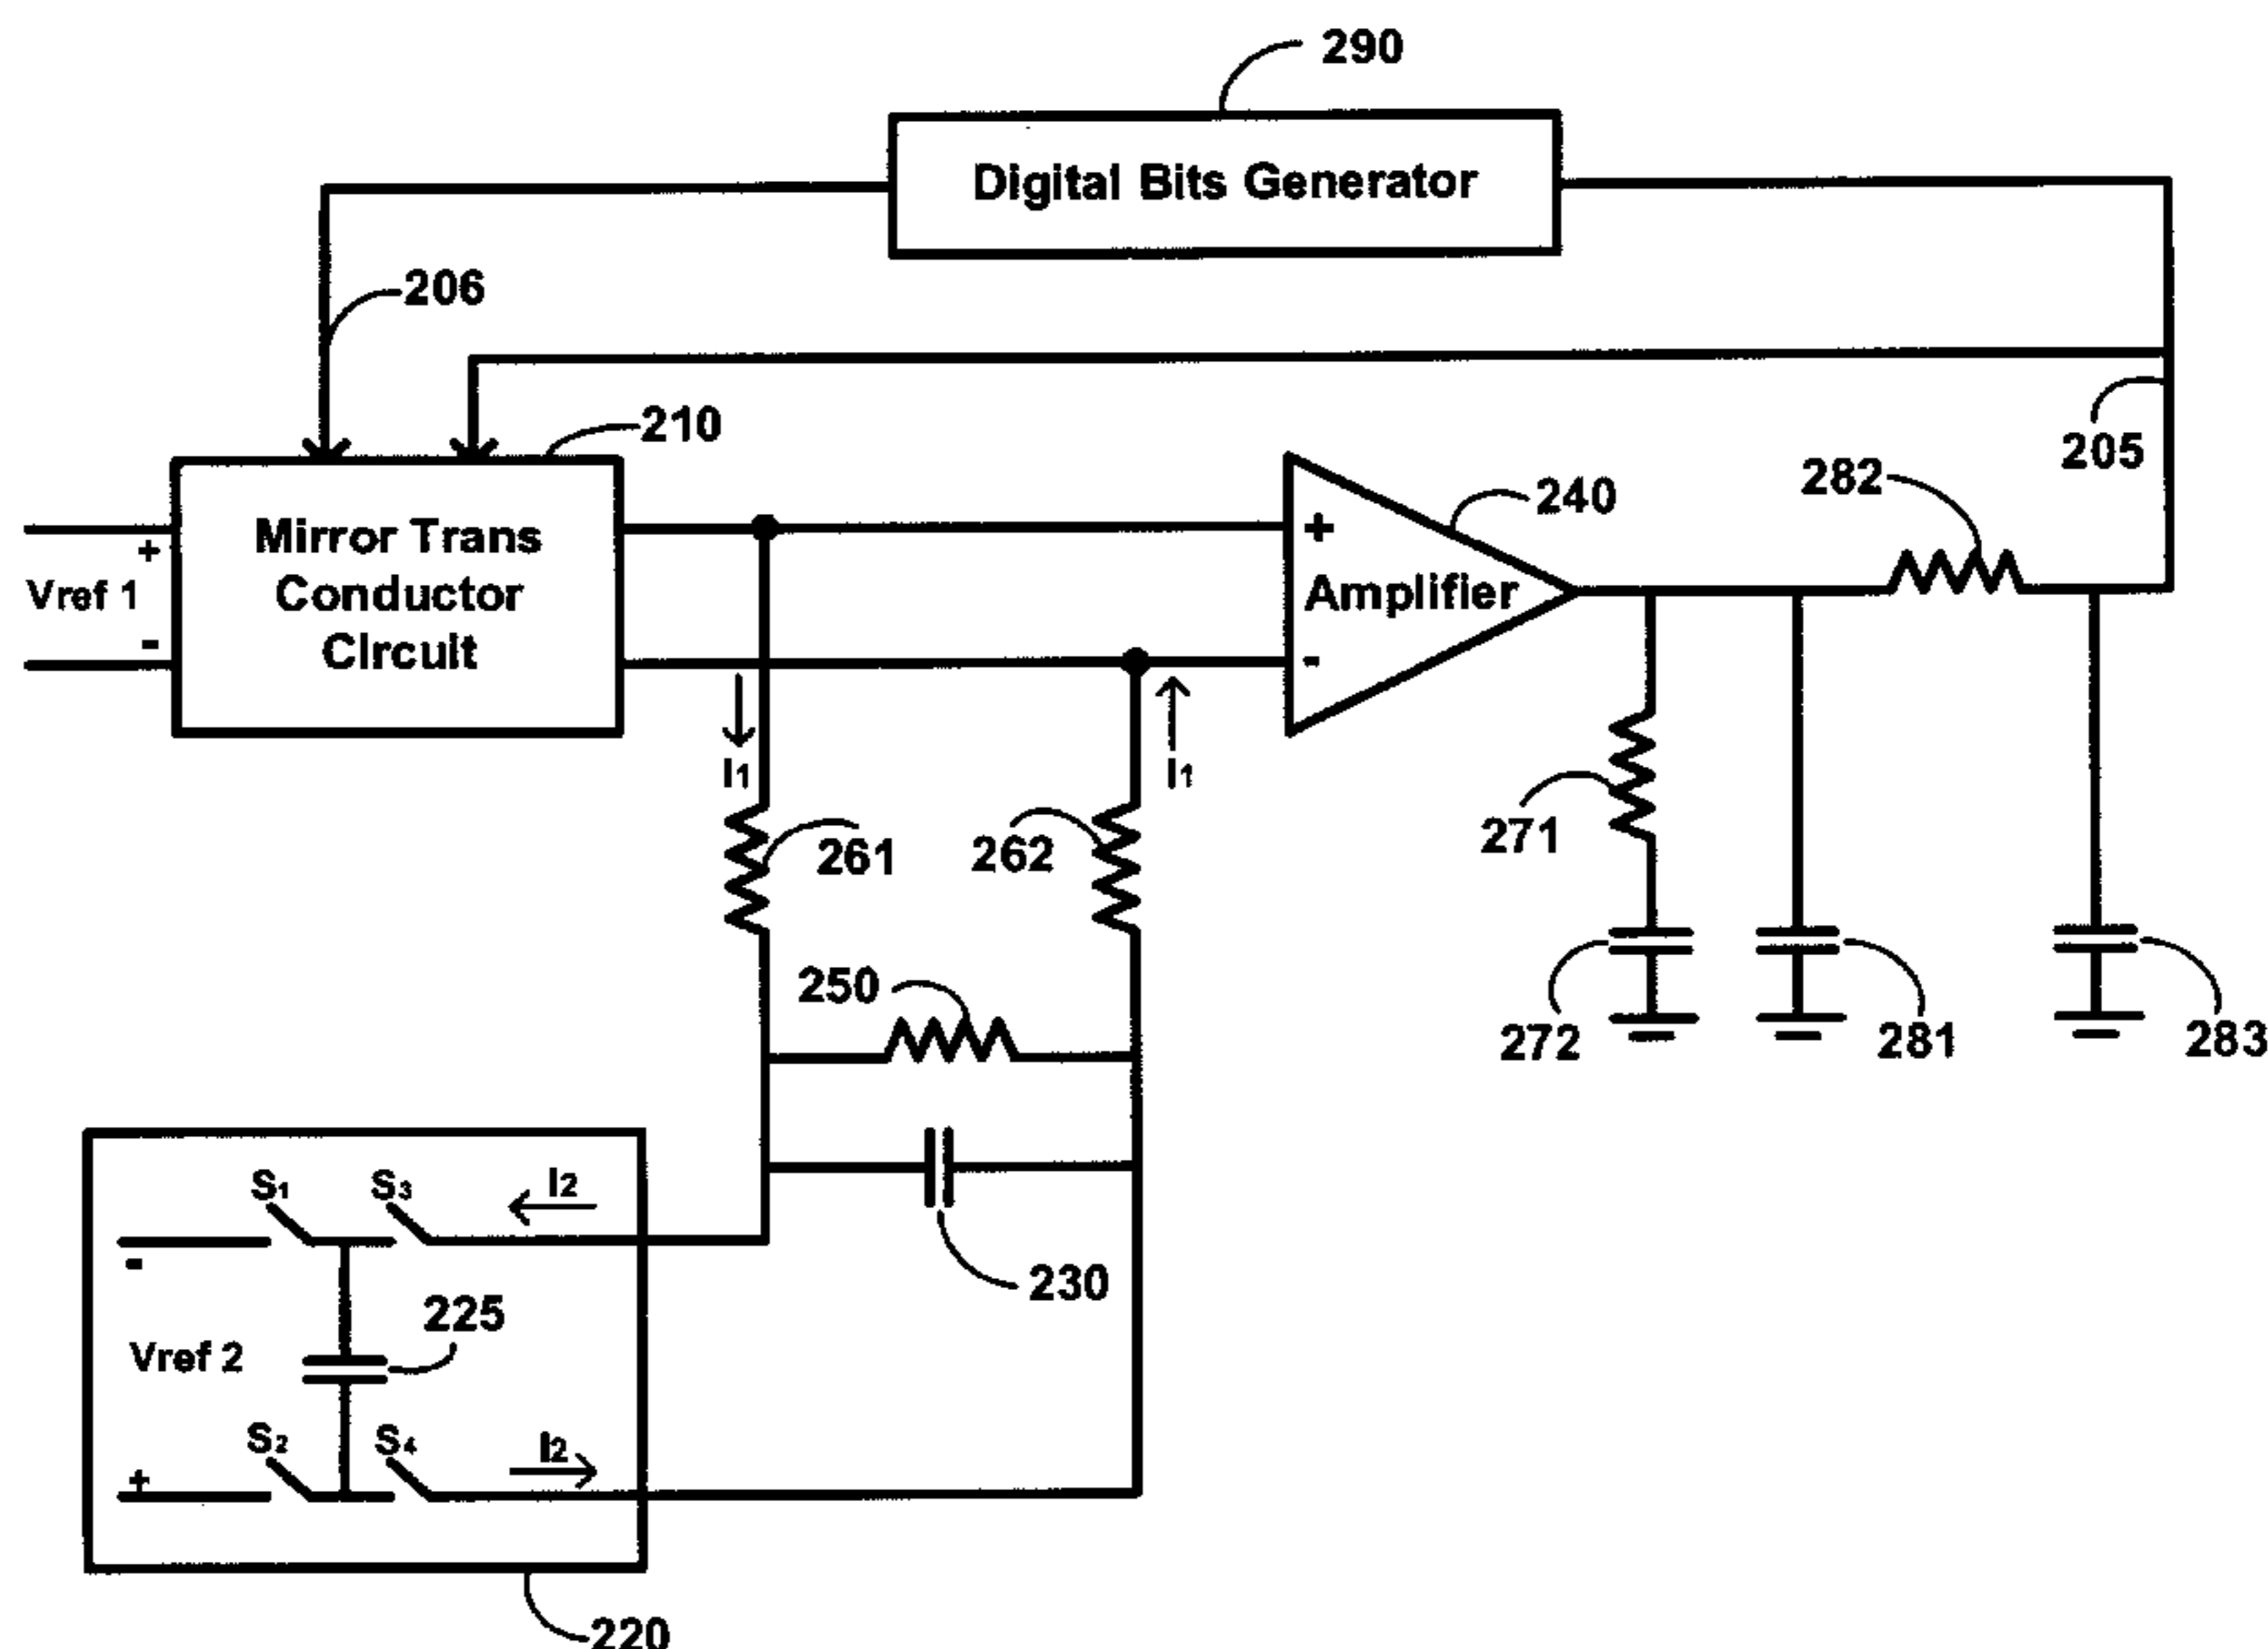 290
Digital Bits Generator
206
210
205
282
240
+
Vref 1
-
Mirror Trans
Conductor
Circuit
+
Amplifier
-
I1
I1
271
261
262
250
272
281
283
S1
S3
I2
-
230
225
Vref 2
S2
S4
I2
+
220